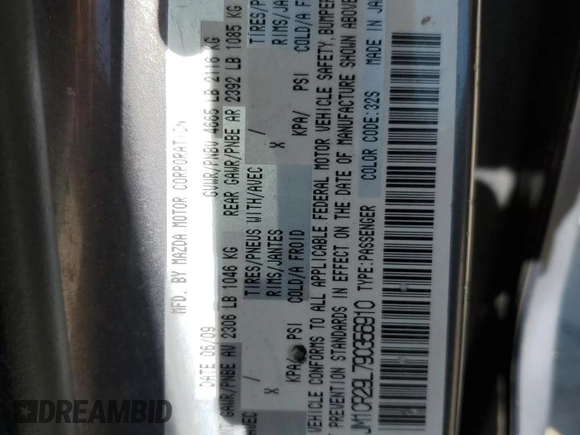 MFD. BY MAZDA MOTOR CORPORATION
DATE 06/09 GVWR/PNBV 4665 LB 2116 KG
GAWR/PNBE AV 2306 LB 1046 KG REAR GAWR/PNBE AR 2392 LB 1085 KG
TIRES/PNEUS WITH/AVEC TIRES/P
RIMS/JANTES X / RIMS/JA
KPA/ PSI COLD/A FROID KPA/ PSI COLD/A F
VEHICLE CONFORMS TO ALL APPLICABLE FEDERAL MOTOR VEHICLE SAFETY, BUMPER
PREVENTION STANDARDS IN EFFECT ON THE DATE OF MANUFACTURE SHOWN ABOVE
JM1CR29L790366910 TYPE:PASSENGER COLOR CODE:32S MADE IN JA
DREAMBID